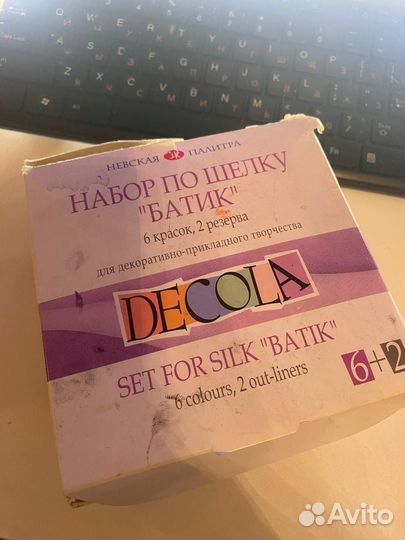 НЕВСКАЯ ПАЛИТРА
НАБОР ПО ШЕЛКУ
"БАТИК"
6 красок, 2 резерва
для декоративно-прикладного творчества
DECOLA
SET FOR SILK "BATIK"
6 colours, 2 out-liners
6+2
Avito